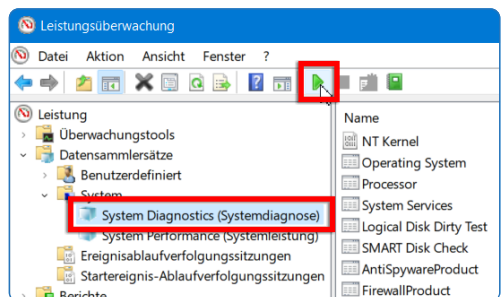 Leistungsüberwachung
Datei Aktion Ansicht Fenster ?
Leistung
Überwachungstools
Datensammlersätze
Benutzerdefiniert
System
System Diagnostics (Systemdiagnose)
System Performance (Systemleistung)
Ereignisablaufverfolgungssitzungen
Startereignis-Ablaufverfolgungssitzungen
Berichte
Name
NT Kernel
Operating System
Processor
System Services
Logical Disk Dirty Test
SMART Disk Check
AntiSpywareProduct
FirewallProduct